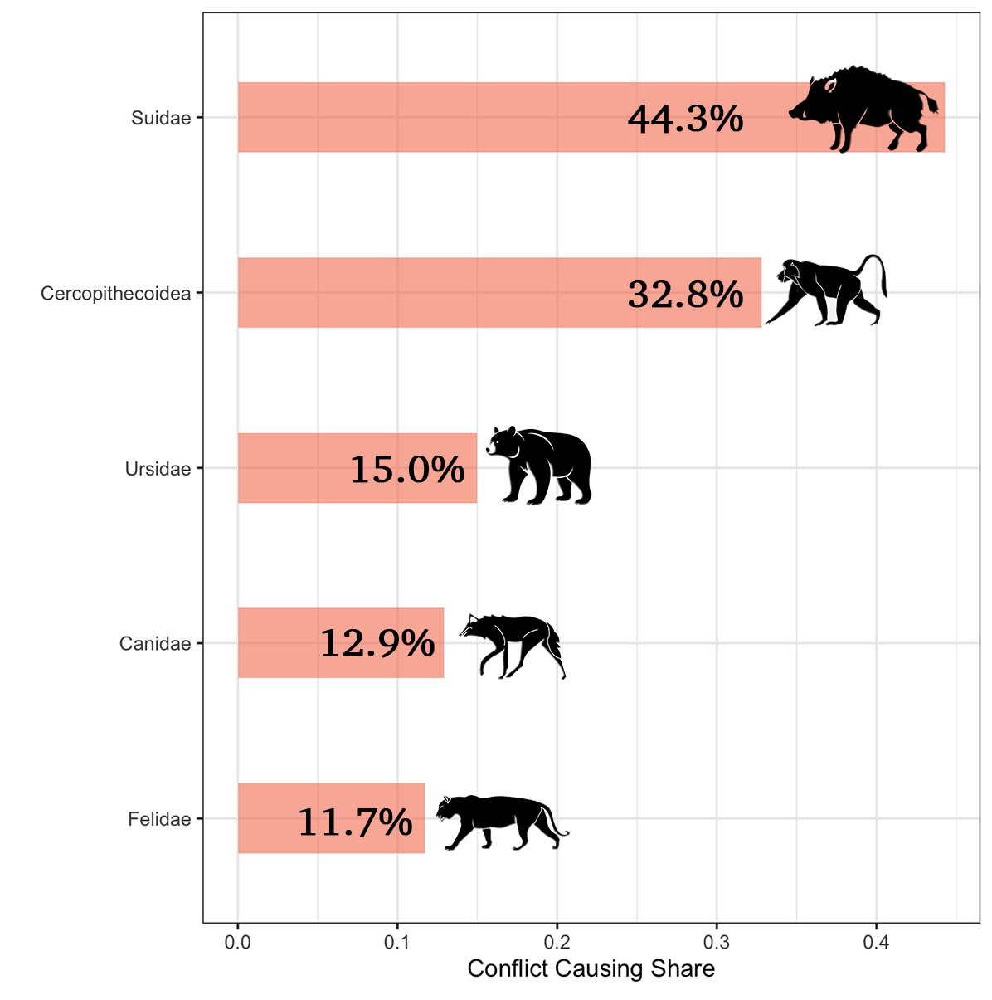 Suidae
44.3%
Cercopithecoidea
32.8%
Ursidae
15.0%
Canidae
12.9%
Felidae
11.7%
0.0 0.1 0.2 0.3 0.4
Conflict Causing Share